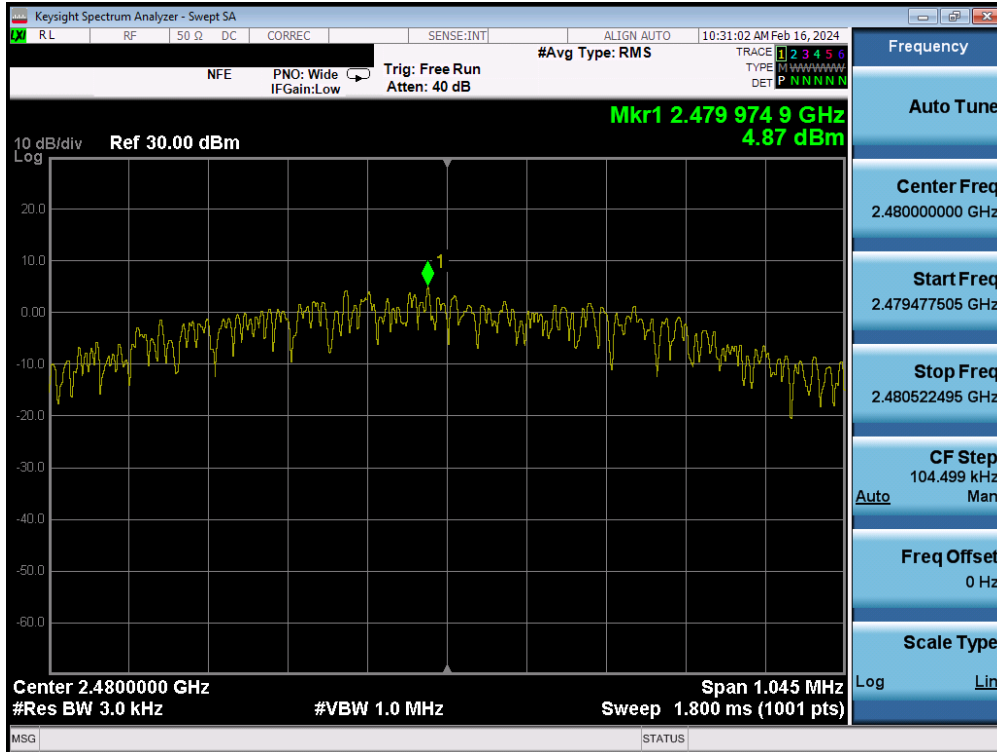 Keysight Spectrum Analyzer - Swept SA
LXI RL RF 50 Ω DC CORREC SENSE:INT ALIGN AUTO 10:31:02 AM Feb 16, 2024
NFE PNO: Wide IFGain:Low Trig: Free Run Atten: 40 dB #Avg Type: RMS
TRACE 1 2 3 4 5 6
TYPE M W W W W W
DET P N N N N N
Mkr1 2.479 974 9 GHz
4.87 dBm
10 dB/div Ref 30.00 dBm
Log
1
20.0
10.0
0.00
-10.0
-20.0
-30.0
-40.0
-50.0
-60.0
Center 2.4800000 GHz Span 1.045 MHz
#Res BW 3.0 kHz #VBW 1.0 MHz Sweep 1.800 ms (1001 pts)
MSG STATUS
Frequency
Auto Tune
Center Freq
2.480000000 GHz
Start Freq
2.479477505 GHz
Stop Freq
2.480522495 GHz
CF Step
104.499 kHz
Auto Man
Freq Offset
0 Hz
Scale Type
Log Lin